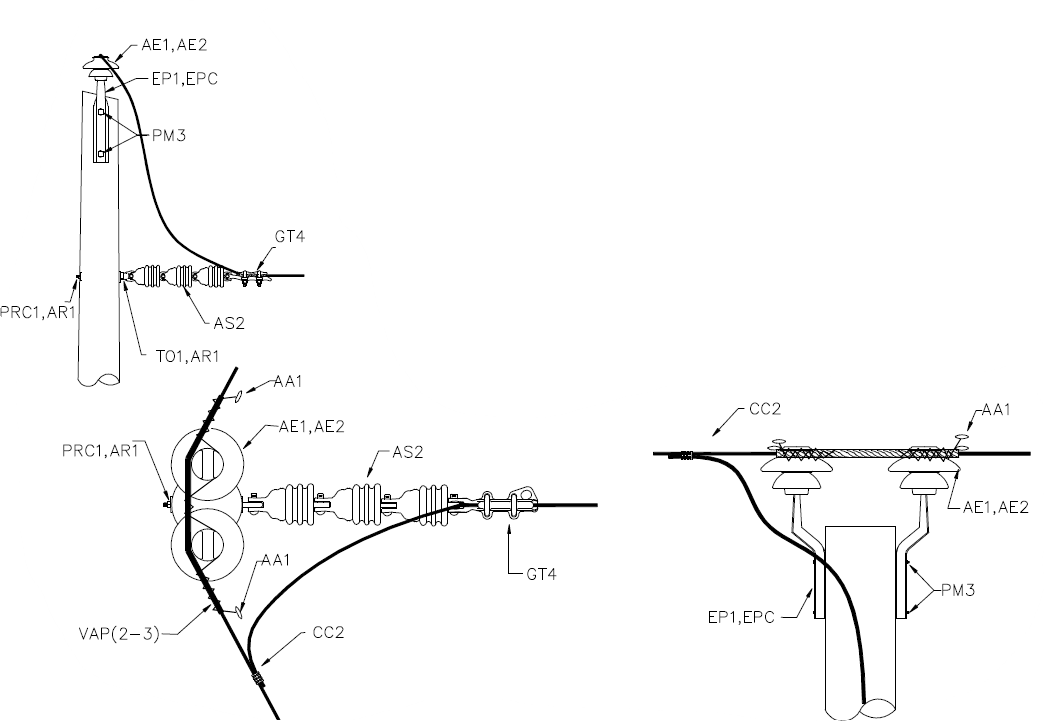 AE1,AE2
EP1,EPC
PM3
GT4
PRC1,AR1
AS2
TO1,AR1
AA1
AE1,AE2
PRC1,AR1
AS2
AA1
GT4
VAP(2-3)
CC2
CC2
AA1
AE1,AE2
PM3
EP1,EPC